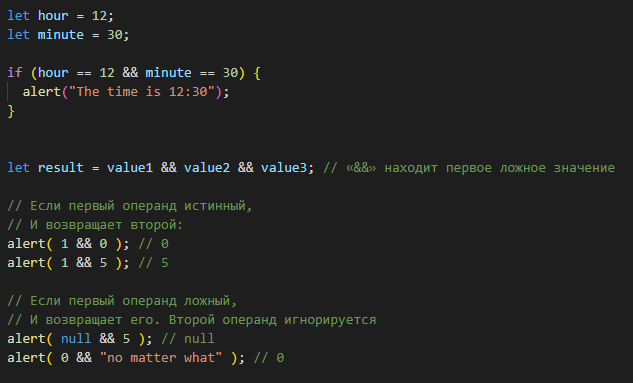 let hour = 12;
let minute = 30;
if (hour == 12 && minute == 30) {
  alert("The time is 12:30");
}
let result = value1 && value2 && value3; // «&&» находит первое ложное значение
// Если первый операнд истинный,
// И возвращает второй:
alert( 1 && 0 ); // 0
alert( 1 && 5 ); // 5
// Если первый операнд ложный,
// И возвращает его. Второй операнд игнорируется
alert( null && 5 ); // null
alert( 0 && "no matter what" ); // 0